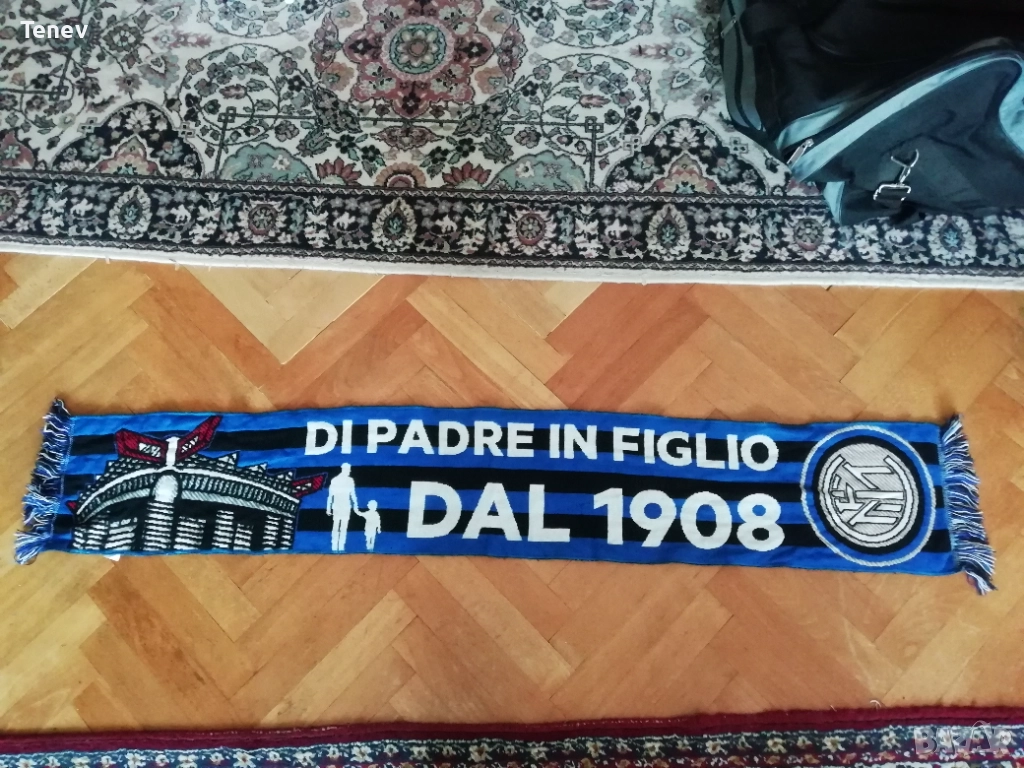 Tenev
DI PADRE IN FIGLIO
DAL 1908